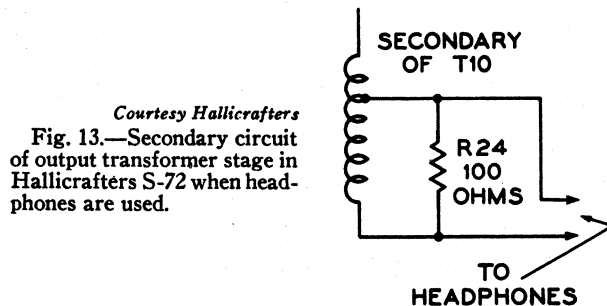 Courtesy Hallicrafters
Fig. 13.—Secondary circuit
of output transformer stage in
Hallicrafters S-72 when head-
phones are used.
SECONDARY
OF T10
R24
100
OHMS
TO
HEADPHONES